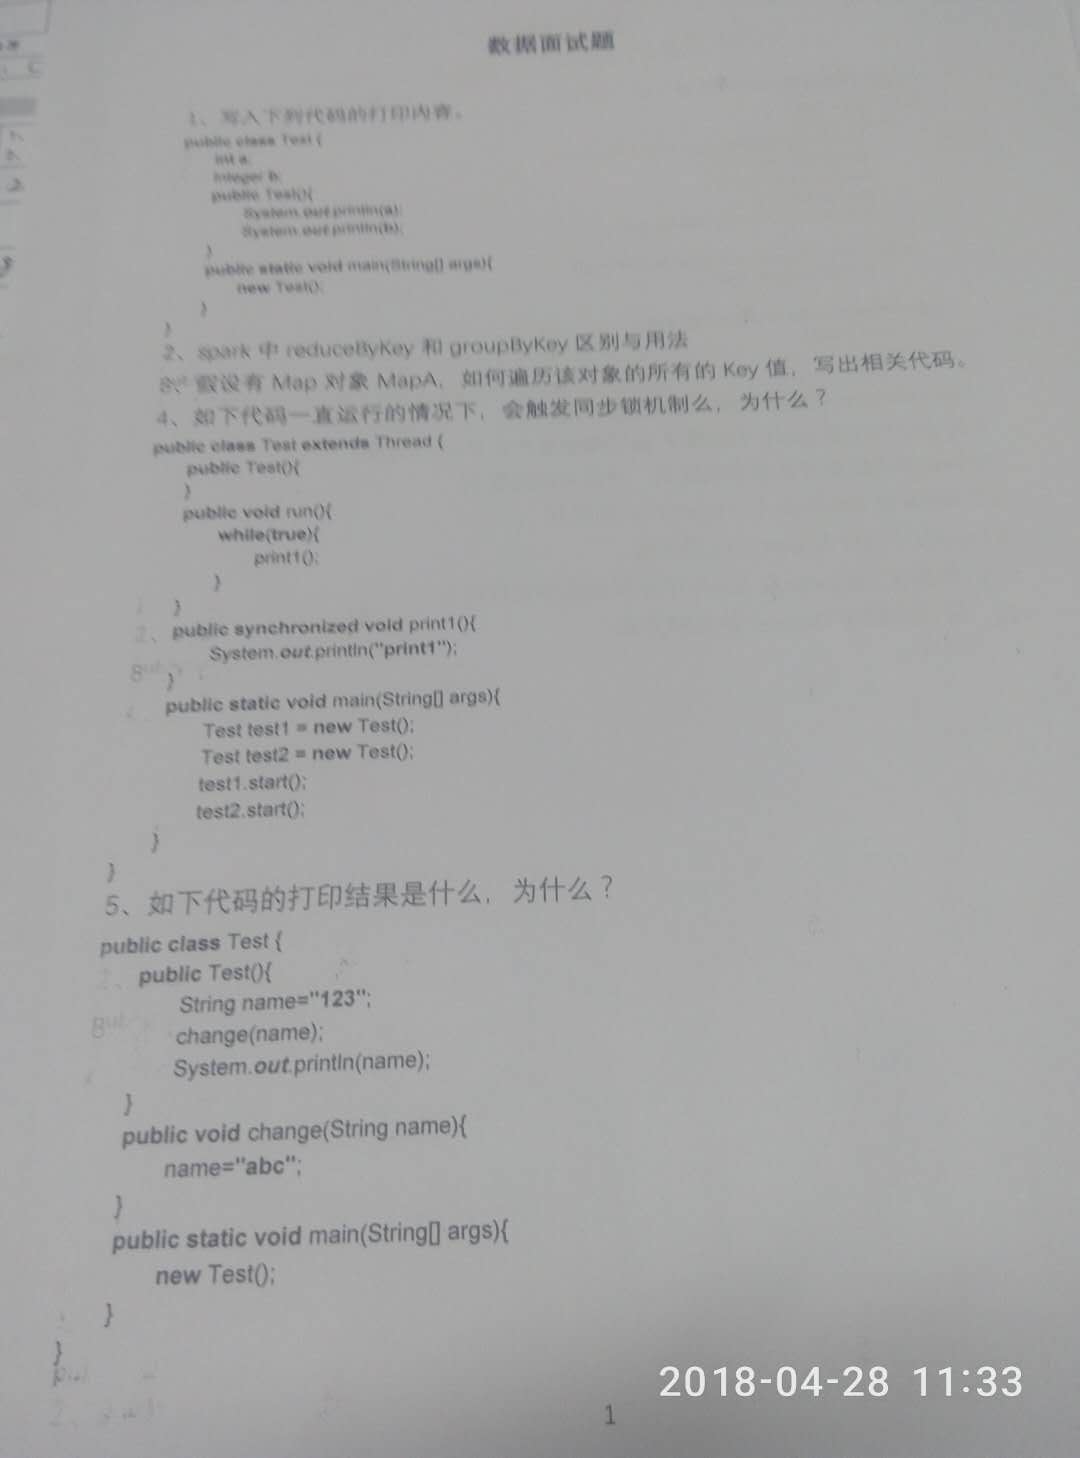 数据面试题
1、写入下列代码的打印内容。
public class Test {
int a;
Integer b;
public Test(){
System.out.println(a);
System.out.println(b);
}
public static void main(String[] args){
new Test();
}
}
2、spark 中 reduceByKey 和 groupByKey 区别与用法
假设有 Map 对象 MapA，如何遍历该对象的所有的 Key 值，写出相关代码。
4、如下代码一直运行的情况下，会触发同步锁机制么，为什么？
public class Test extends Thread {
public Test(){
}
public void run(){
while(true){
print1();
}
}
public synchronized void print1(){
System.out.println("print1");
}
public static void main(String[] args){
Test test1 = new Test();
Test test2 = new Test();
test1.start();
test2.start();
}
}
5、如下代码的打印结果是什么，为什么？
public class Test {
public Test(){
String name="123";
change(name);
System.out.println(name);
}
public void change(String name){
name="abc";
}
public static void main(String[] args){
new Test();
}
}
2018-04-28 11:33
1